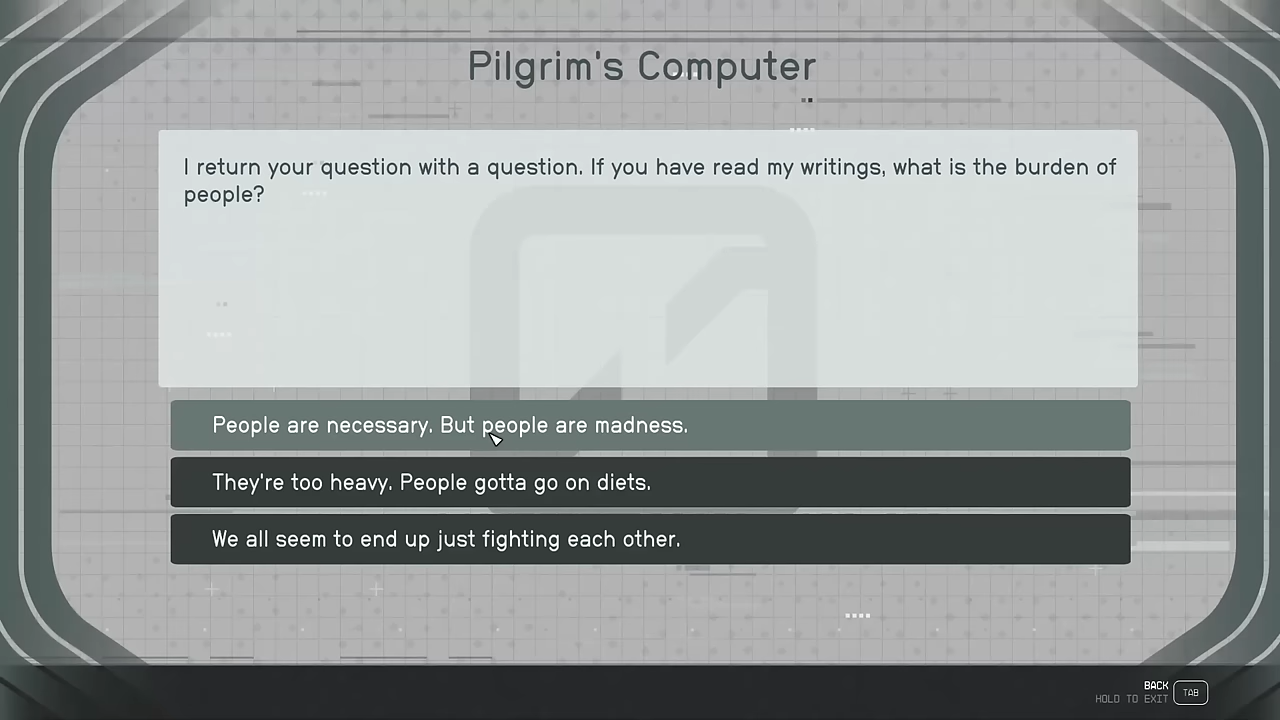 Pilgrim's Computer
I return your question with a question. If you have read my writings, what is the burden of
people?
People are necessary. But people are madness.
They're too heavy. People gotta go on diets.
We all seem to end up just fighting each other.
BACK
HOLD TO EXIT
TAB